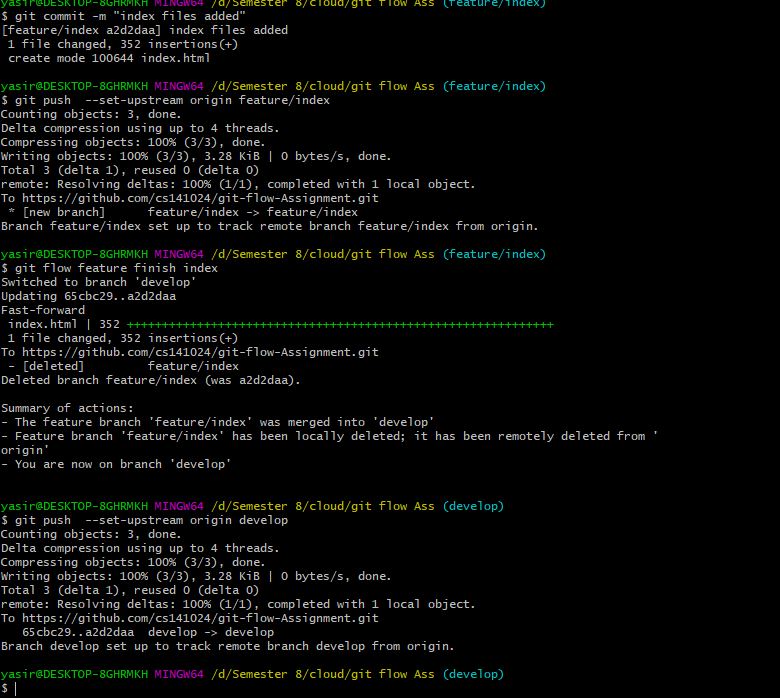 yasir@DESKTOP-8GHRMKH MINGW64 /d/Semester 8/cloud/git flow Ass (feature/index)
$ git commit -m "index files added"
[feature/index a2d2daa] index files added
 1 file changed, 352 insertions(+)
 create mode 100644 index.html

yasir@DESKTOP-8GHRMKH MINGW64 /d/Semester 8/cloud/git flow Ass (feature/index)
$ git push  --set-upstream origin feature/index
Counting objects: 3, done.
Delta compression using up to 4 threads.
Compressing objects: 100% (3/3), done.
Writing objects: 100% (3/3), 3.28 KiB | 0 bytes/s, done.
Total 3 (delta 1), reused 0 (delta 0)
remote: Resolving deltas: 100% (1/1), completed with 1 local object.
To https://github.com/cs141024/git-flow-Assignment.git
 * [new branch]      feature/index -> feature/index
Branch feature/index set up to track remote branch feature/index from origin.

yasir@DESKTOP-8GHRMKH MINGW64 /d/Semester 8/cloud/git flow Ass (feature/index)
$ git flow feature finish index
Switched to branch 'develop'
Updating 65cbc29..a2d2daa
Fast-forward
 index.html | 352 +++++++++++++++++++++++++++++++++++++++++++++++++++++++++++++
 1 file changed, 352 insertions(+)
To https://github.com/cs141024/git-flow-Assignment.git
 - [deleted]         feature/index
Deleted branch feature/index (was a2d2daa).

Summary of actions:
- The feature branch 'feature/index' was merged into 'develop'
- Feature branch 'feature/index' has been locally deleted; it has been remotely deleted from '
origin'
- You are now on branch 'develop'

yasir@DESKTOP-8GHRMKH MINGW64 /d/Semester 8/cloud/git flow Ass (develop)
$ git push  --set-upstream origin develop
Counting objects: 3, done.
Delta compression using up to 4 threads.
Compressing objects: 100% (3/3), done.
Writing objects: 100% (3/3), 3.28 KiB | 0 bytes/s, done.
Total 3 (delta 1), reused 0 (delta 0)
remote: Resolving deltas: 100% (1/1), completed with 1 local object.
To https://github.com/cs141024/git-flow-Assignment.git
   65cbc29..a2d2daa  develop -> develop
Branch develop set up to track remote branch develop from origin.

yasir@DESKTOP-8GHRMKH MINGW64 /d/Semester 8/cloud/git flow Ass (develop)
$